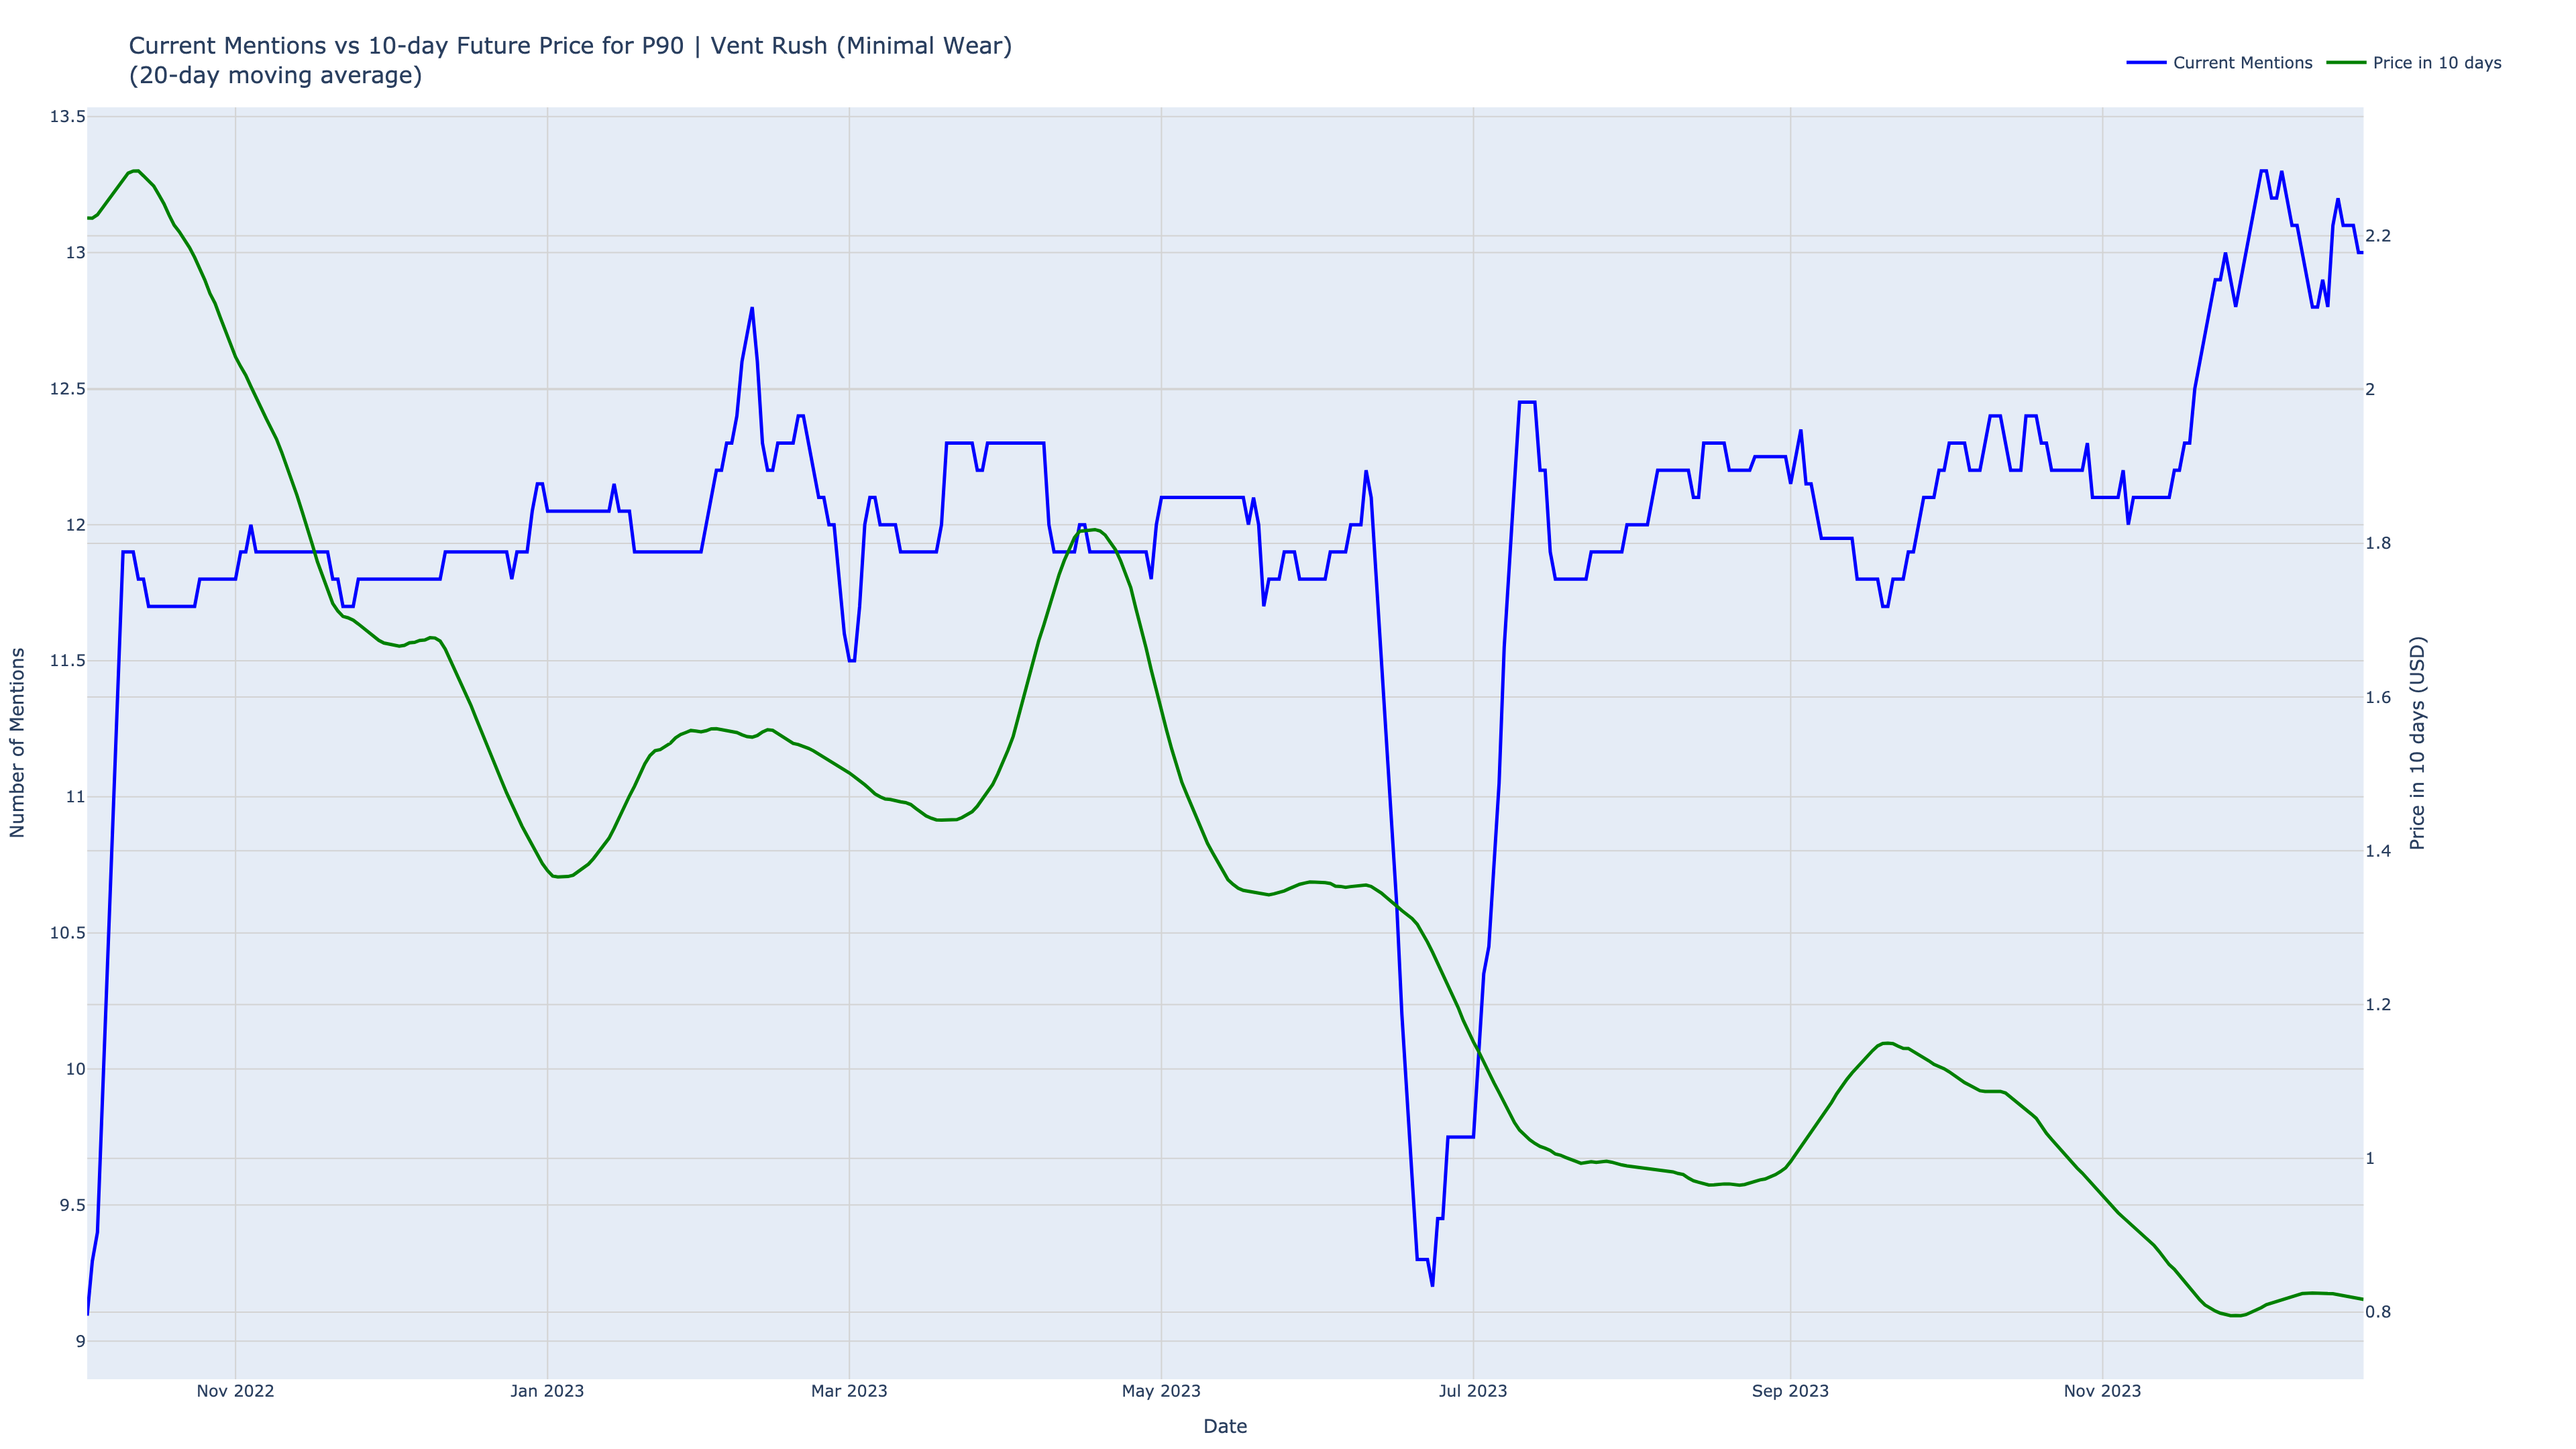 Current Mentions vs 10-day Future Price for P90 | Vent Rush (Minimal Wear)
(20-day moving average)
Current Mentions
Price in 10 days
13.5
13
12.5
12
11.5
11
10.5
10
9.5
9
Number of Mentions
2.2
2
1.8
1.6
1.4
1.2
1
0.8
Price in 10 days (USD)
Nov 2022
Jan 2023
Mar 2023
May 2023
Jul 2023
Sep 2023
Nov 2023
Date